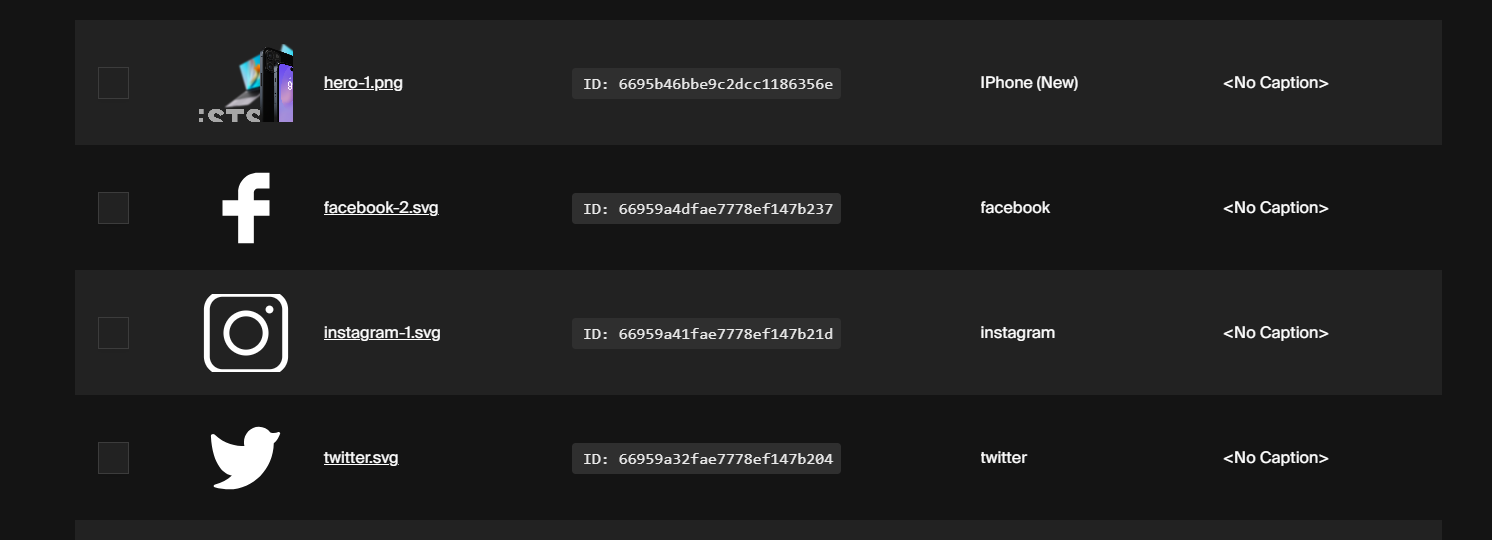 hero-1.png ID: 6695b46bbe9c2dcc1186356e IPhone (New) <No Caption>
facebook-2.svg ID: 66959a4dfae7778ef147b237 facebook <No Caption>
instagram-1.svg ID: 66959a41fae7778ef147b21d instagram <No Caption>
twitter.svg ID: 66959a32fae7778ef147b204 twitter <No Caption>